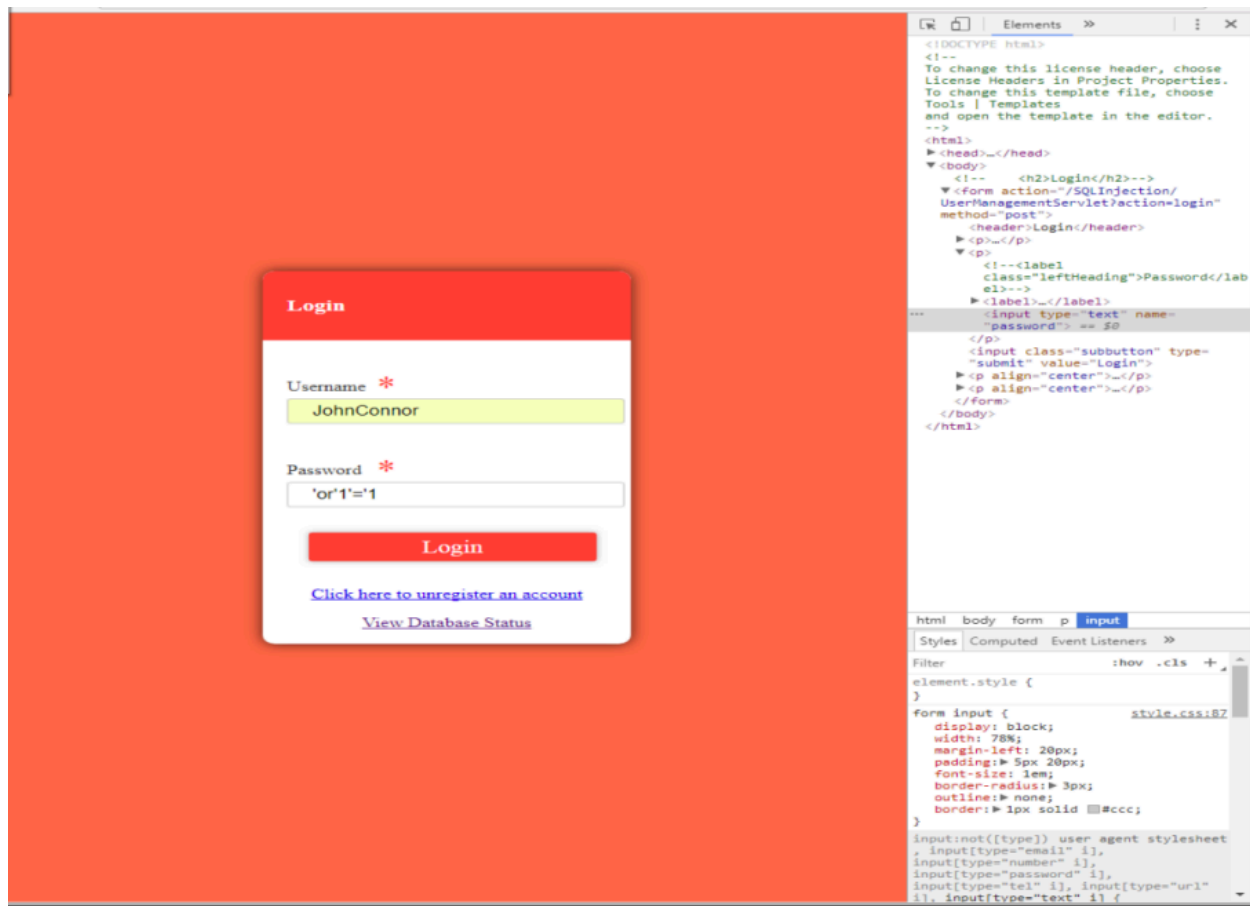 Login
Username *
JohnConnor
Password *
'or'1'='1
Login
Click here to unregister an account
View Database Status
Elements »
<!DOCTYPE html>
<!--
To change this license header, choose
License Headers in Project Properties.
To change this template file, choose
Tools | Templates
and open the template in the editor.
-->
<html>
▶<head>…</head>
▼<body>
<!-- <h2>Login</h2>-->
▼<form action="/SQLInjection/
UserManagementServlet?action=login"
method="post">
<header>Login</header>
▶<p>…</p>
▼<p>
<!--<label
class="leftHeading">Password</lab
el>-->
▶<label>…</label>
… <input type="text" name=
"password"> == $0
</p>
<input class="subbutton" type=
"submit" value="Login">
▶<p align="center">…</p>
▶<p align="center">…</p>
</form>
</body>
</html>
html body form p input
Styles Computed Event Listeners »
Filter :hov .cls +
element.style {
}
form input { style.css:87
display: block;
width: 78%;
margin-left: 20px;
padding:▶ 5px 20px;
font-size: 1em;
border-radius:▶ 3px;
outline:▶ none;
border:▶ 1px solid #ccc;
}
input:not([type]) user agent stylesheet
, input[type="email" i],
input[type="number" i],
input[type="password" i],
input[type="tel" i], input[type="url"
i], input[type="text" i] {